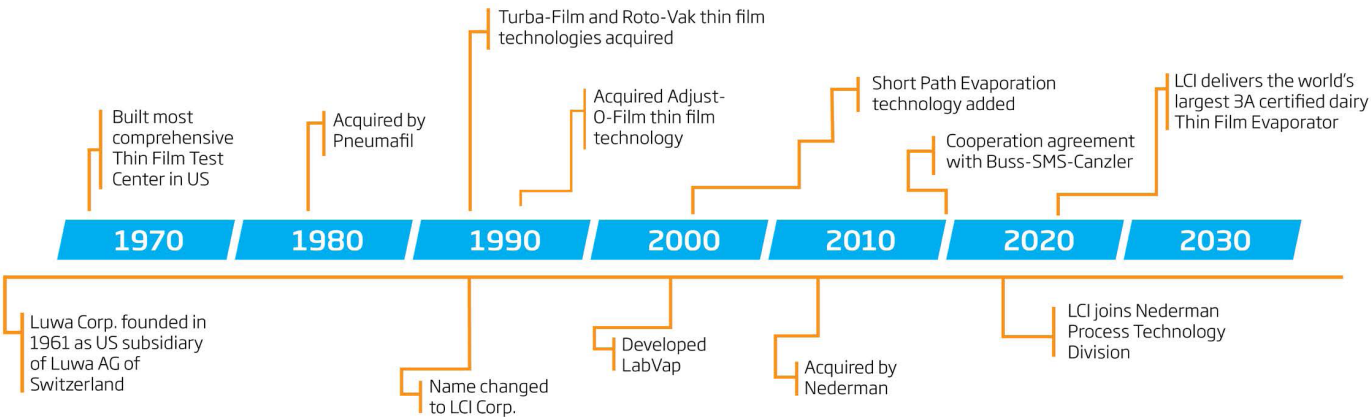 Turba-Film and Roto-Vak thin film
technologies acquired
Built most
comprehensive
Thin Film Test
Center in US
Acquired by
Pneumafil
Acquired Adjust-
O-Film thin film
technology
Short Path Evaporation
technology added
Cooperation agreement
with Buss-SMS-Canzler
LCI delivers the world's
largest 3A certified dairy
Thin Film Evaporator
1970
1980
1990
2000
2010
2020
2030
Luwa Corp. founded in
1961 as US subsidiary
of Luwa AG of
Switzerland
Name changed
to LCI Corp.
Developed
LabVap
Acquired by
Nederman
LCI joins Nederman
Process Technology
Division